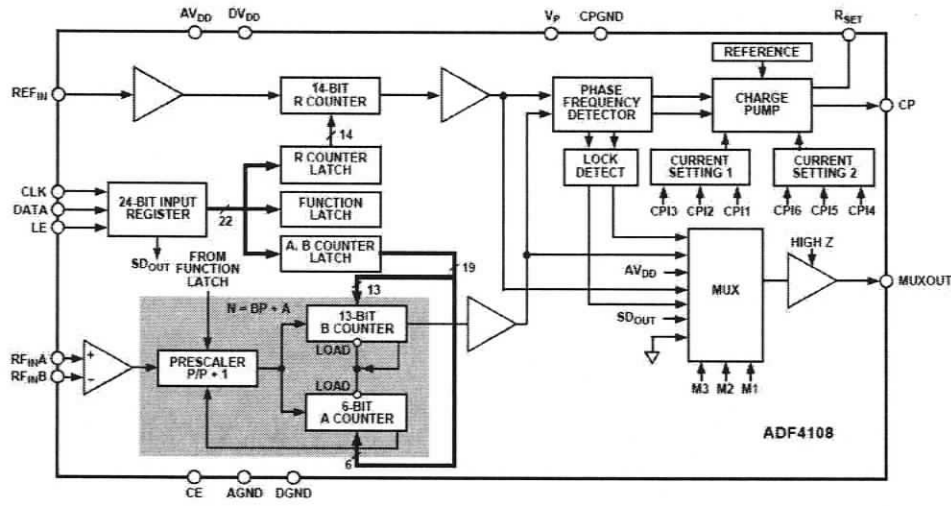 AVDD
DVDD
VP
CPGND
RSET
REFERENCE
REFIN
14-BIT
R COUNTER
PHASE
FREQUENCY
DETECTOR
CHARGE
PUMP
CP
14
R COUNTER
LATCH
LOCK
DETECT
CURRENT
SETTING 1
CURRENT
SETTING 2
CLK
DATA
LE
24-BIT INPUT
REGISTER
22
FUNCTION
LATCH
CPI3
CPI2
CPI1
CPI6
CPI5
CPI4
A, B COUNTER
LATCH
SDOUT
FROM
FUNCTION
LATCH
19
13
HIGH Z
AVDD
MUX
MUXOUT
N = BP + A
13-BIT
B COUNTER
SDOUT
LOAD
RFINA
RFINB
+
−
PRESCALER
P/P + 1
LOAD
6-BIT
A COUNTER
M3
M2
M1
6
ADF4108
CE
AGND
DGND